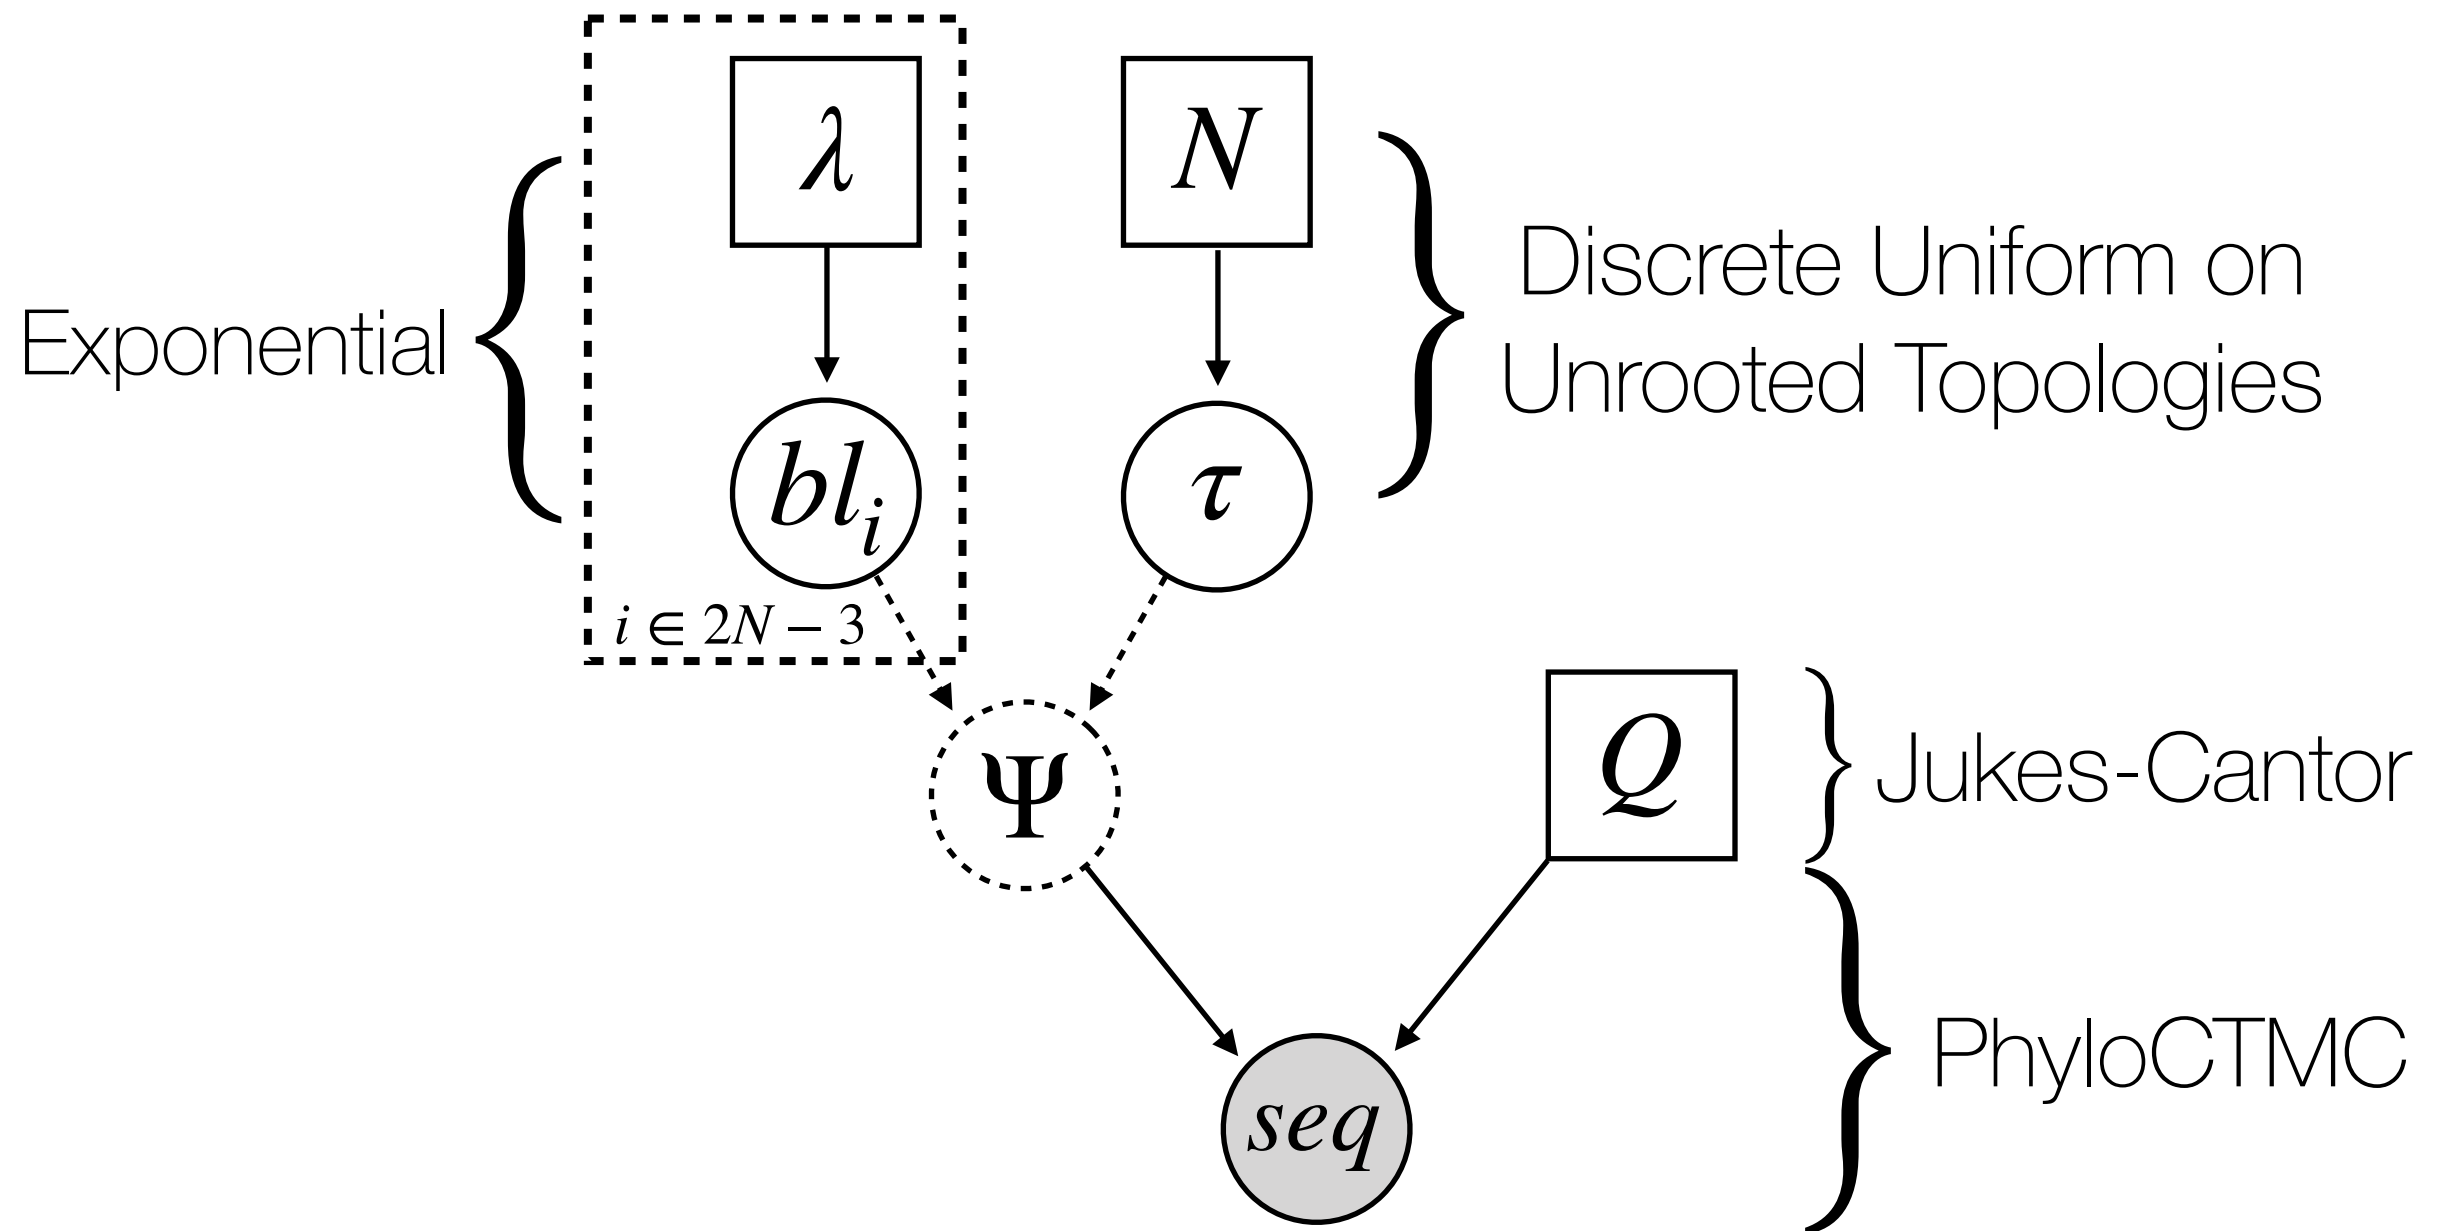 λ
N
Exponential
Discrete Uniform on
Unrooted Topologies
bl_i
τ
i ∈ 2N − 3
Ψ
Q
Jukes-Cantor
PhyloCTMC
seq